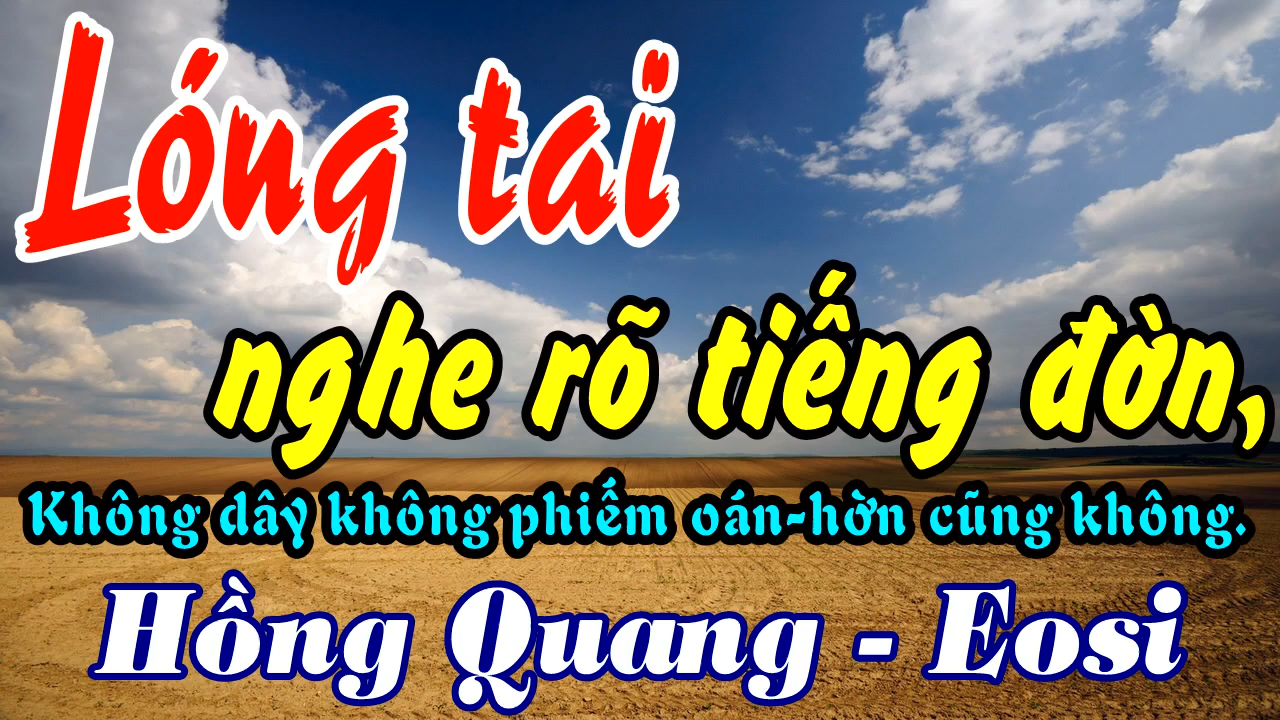 Lóng tai
nghe rõ tiếng đờn,
Không dây không phiếm oán-hờn cũng không.
Hồng Quang - Eosi